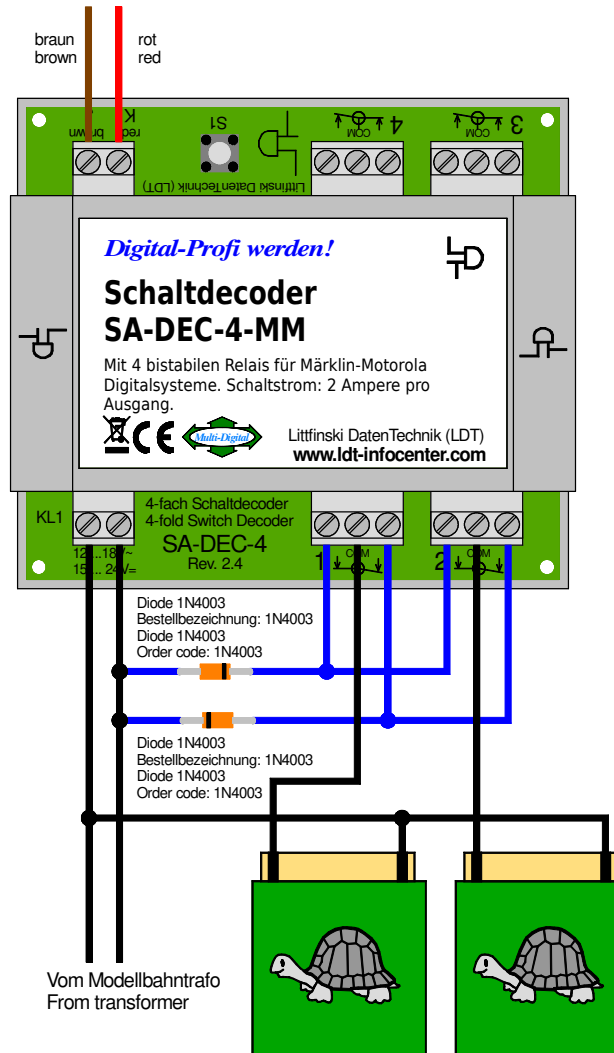 braun
brown
rot
red
K
brown
red
S1
COM
4
COM
3
Littfinski DatenTechnik (LDT)
Digital-Profi werden!
Schaltdecoder
SA-DEC-4-MM
Mit 4 bistabilen Relais für Märklin-Motorola
Digitalsysteme. Schaltstrom: 2 Ampere pro
Ausgang.
CE
Multi-Digital
Littfinski DatenTechnik (LDT)
www.ldt-infocenter.com
KL1
4-fach Schaltdecoder
4-fold Switch Decoder
SA-DEC-4
Rev. 2.4
1
COM
2
COM
Diode 1N4003
Bestellbezeichnung: 1N4003
Diode 1N4003
Order code: 1N4003
Diode 1N4003
Bestellbezeichnung: 1N4003
Diode 1N4003
Order code: 1N4003
Vom Modellbahntrafo
From transformer